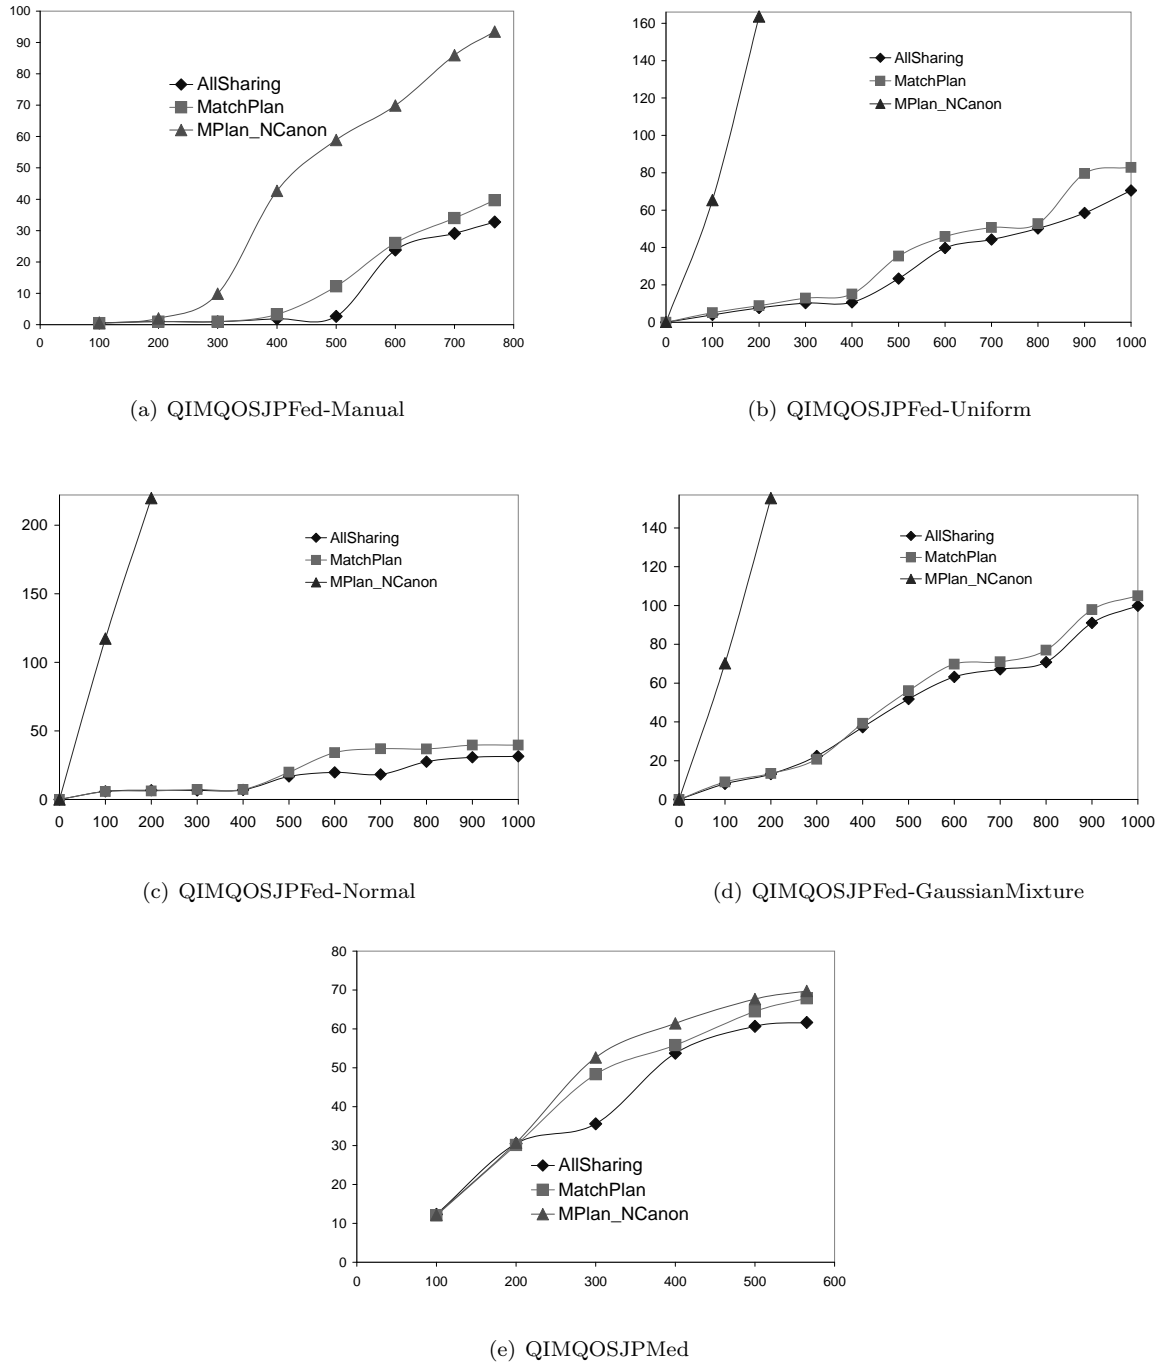 100
90
80
70
60
50
40
30
20
10
0
AllSharing
MatchPlan
MPlan_NCanon
0 100 200 300 400 500 600 700 800
(a) QIMQOSJPFed-Manual
160
140
120
100
80
60
40
20
0
AllSharing
MatchPlan
MPlan_NCanon
0 100 200 300 400 500 600 700 800 900 1000
(b) QIMQOSJPFed-Uniform
200
150
100
50
0
AllSharing
MatchPlan
MPlan_NCanon
0 100 200 300 400 500 600 700 800 900 1000
(c) QIMQOSJPFed-Normal
140
120
100
80
60
40
20
0
AllSharing
MatchPlan
MPlan_NCanon
0 100 200 300 400 500 600 700 800 900 1000
(d) QIMQOSJPFed-GaussianMixture
80
70
60
50
40
30
20
10
0
AllSharing
MatchPlan
MPlan_NCanon
0 100 200 300 400 500 600
(e) QIMQOSJPMed